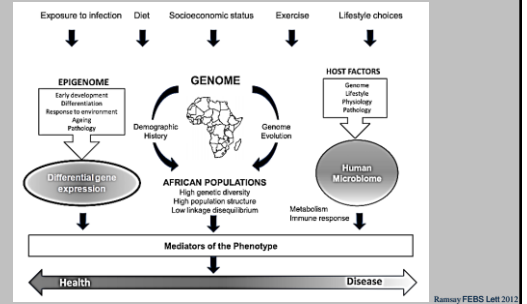 Exposure to infection Diet Socioeconomic status Exercise Lifestyle choices
EPIGENOME
Early development
Differentiation
Response to environment
Ageing
Pathology
GENOME
HOST FACTORS
Genome
Lifestyle
Physiology
Pathology
Demographic
History
Genome
Evolution
Differential gene
expression
AFRICAN POPULATIONS
High genetic diversity
High population structure
Low linkage disequilibrium
Human
Microbiome
Metabolism
Immune response
Mediators of the Phenotype
Health Disease
Ramsay FEBS Lett 2012